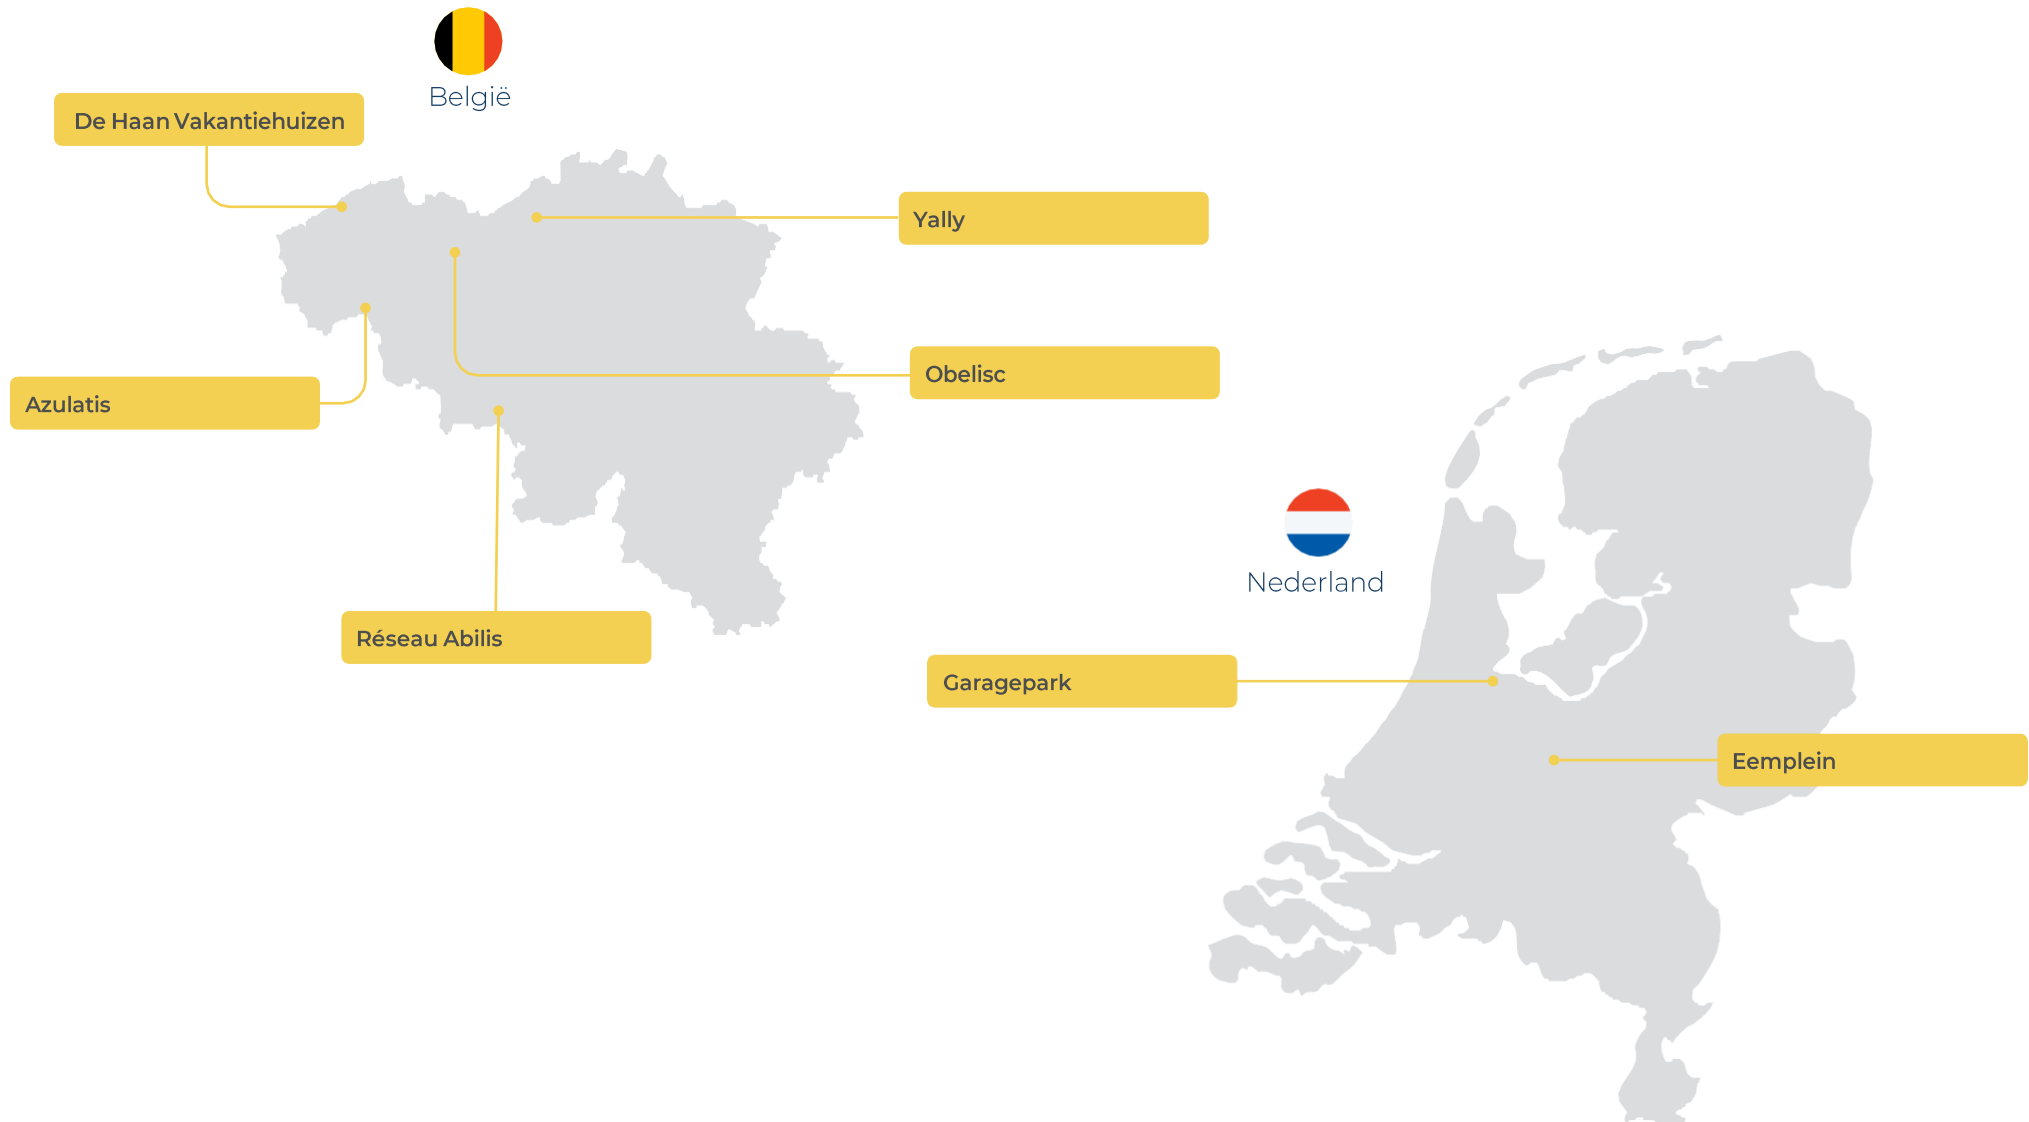 België
De Haan Vakantiehuizen
Yally
Obelisc
Azulatis
Réseau Abilis
Nederland
Garagepark
Eemplein